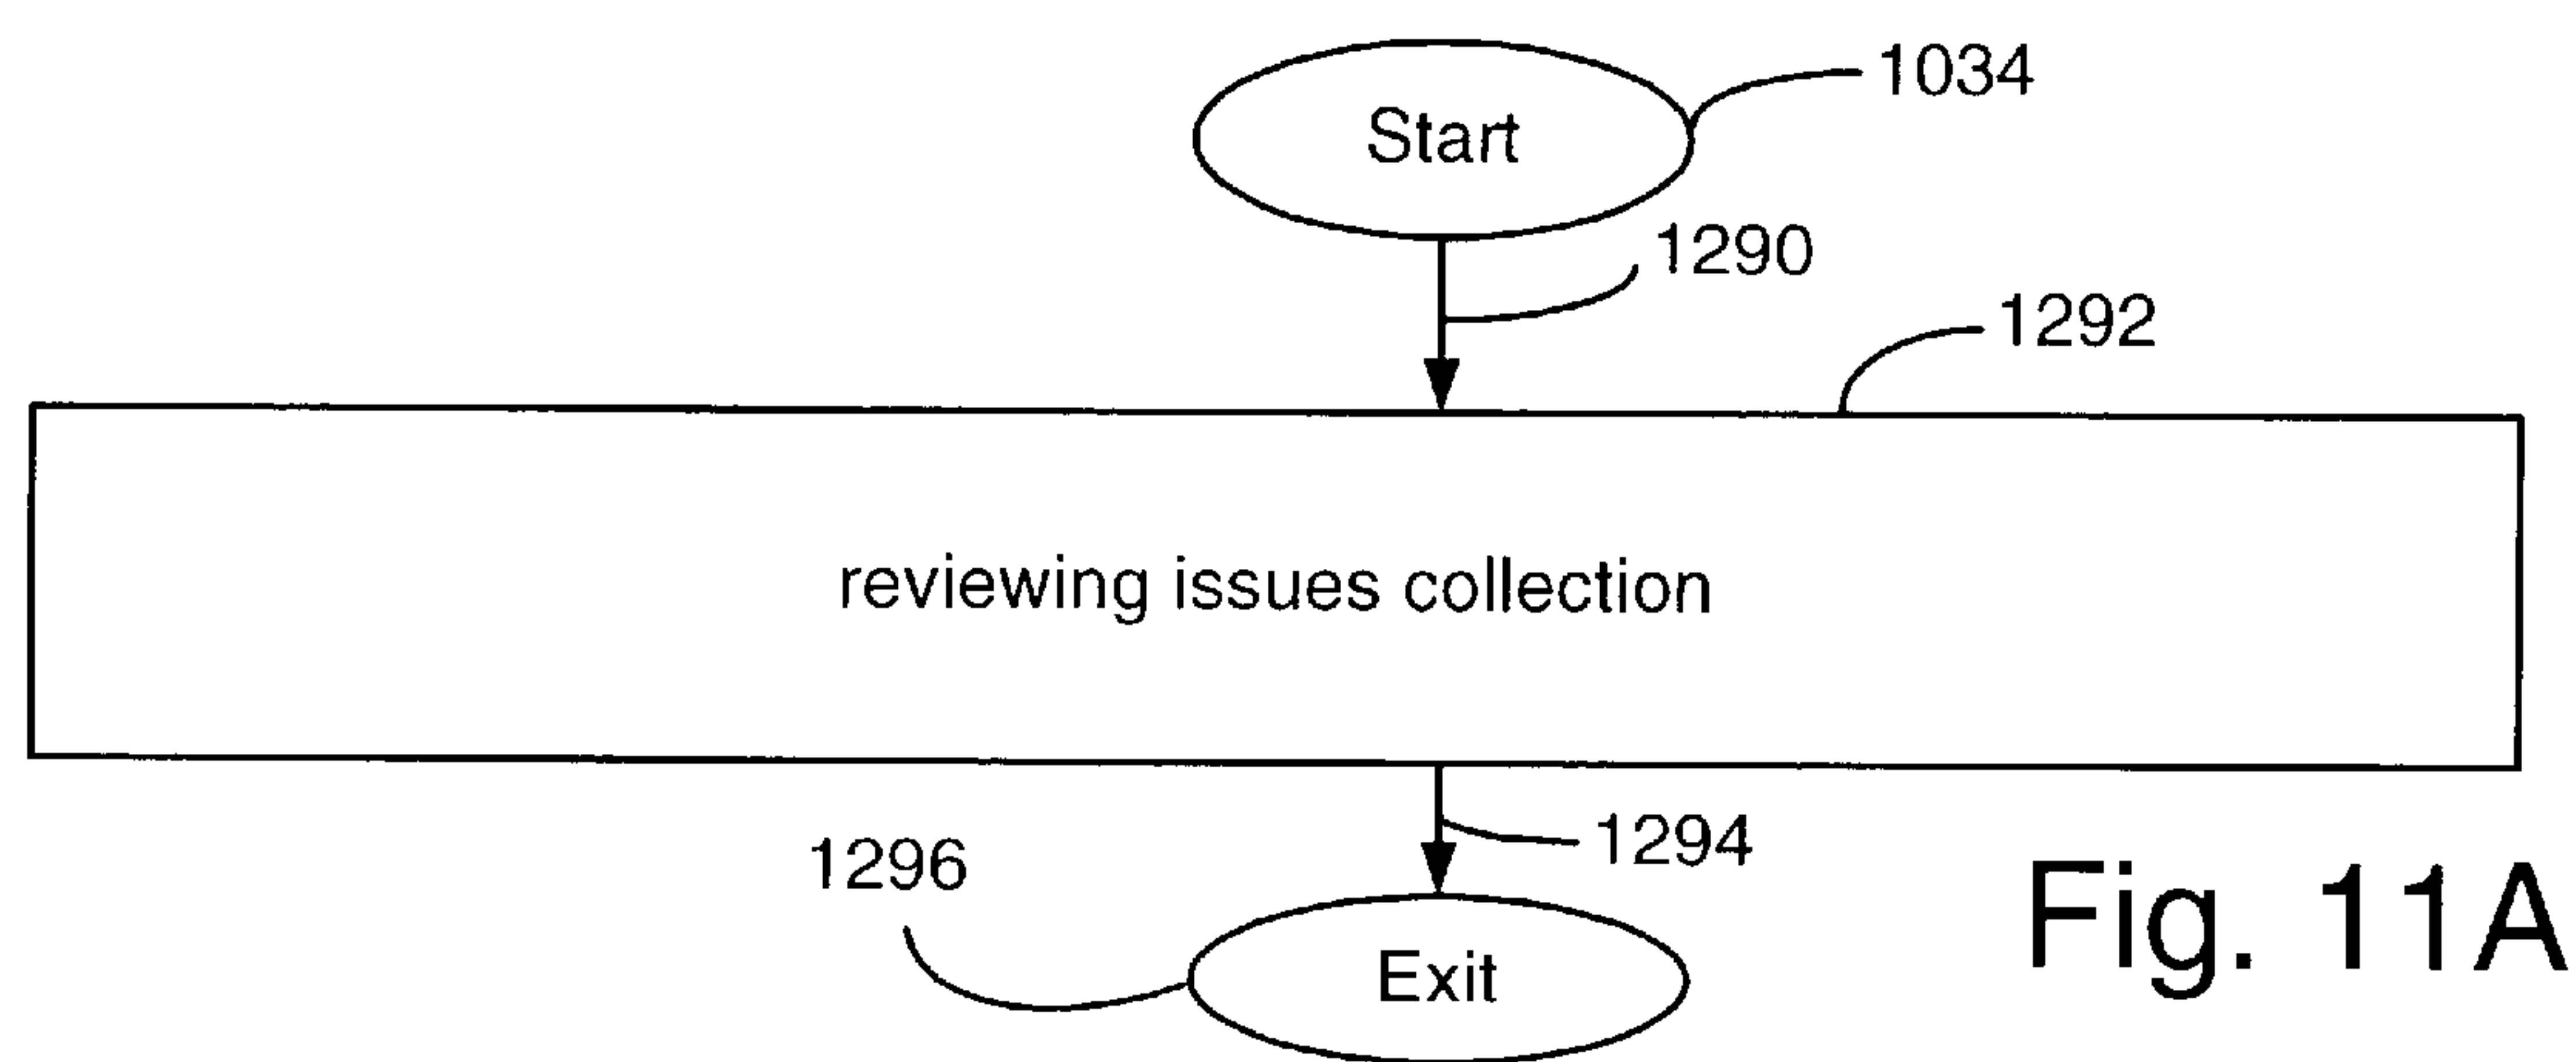 Start
1034
1290
1292
reviewing issues collection
1294
1296
Exit
Fig. 11A